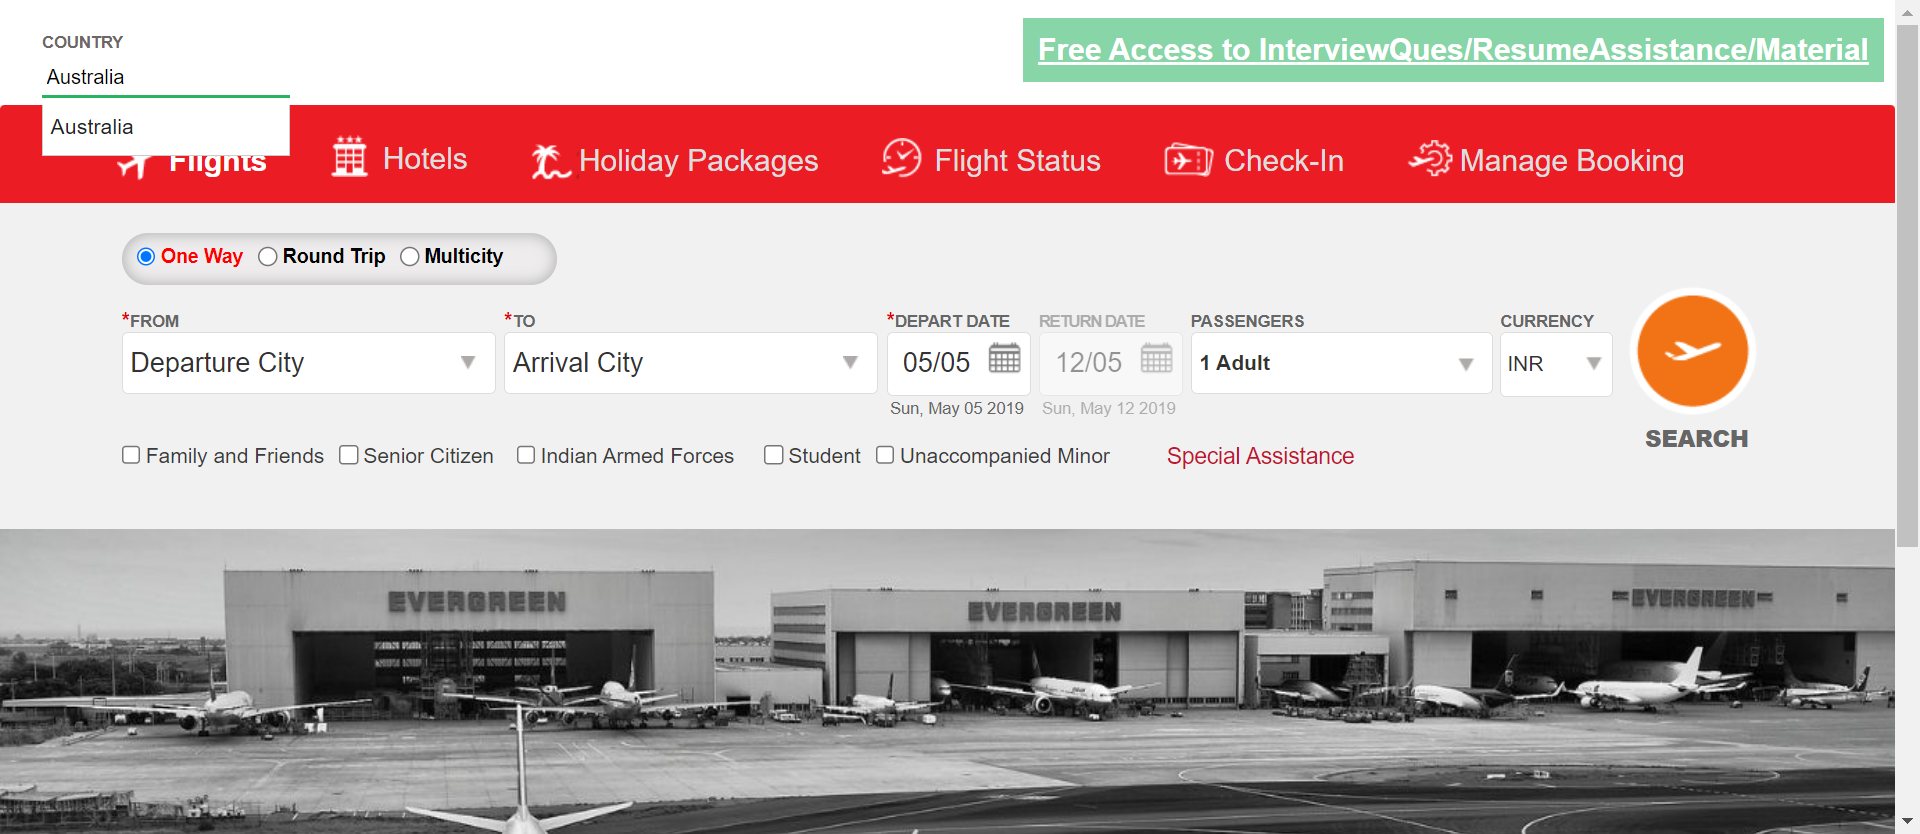 COUNTRY
Australia
Australia
Free Access to InterviewQues/ResumeAssistance/Material
Flights
Hotels
Holiday Packages
Flight Status
Check-In
Manage Booking
One Way
Round Trip
Multicity
*FROM
Departure City
*TO
Arrival City
*DEPART DATE
05/05
Sun, May 05 2019
RETURN DATE
12/05
Sun, May 12 2019
PASSENGERS
1 Adult
CURRENCY
INR
SEARCH
Family and Friends
Senior Citizen
Indian Armed Forces
Student
Unaccompanied Minor
Special Assistance
EVERGREEN
EVERGREEN
EVERGREEN